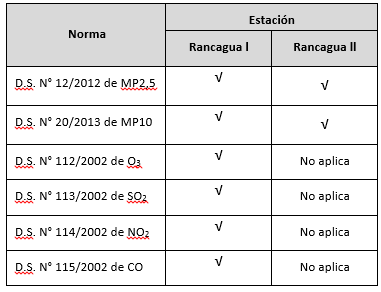 Norma Estación
Rancagua I Rancagua II
D.S. N° 12/2012 de MP2,5 √ √
D.S. N° 20/2013 de MP10 √ √
D.S. N° 112/2002 de O₃ √ No aplica
D.S. N° 113/2002 de SO₂ √ No aplica
D.S. N° 114/2002 de NO₂ √ No aplica
D.S. N° 115/2002 de CO √ No aplica